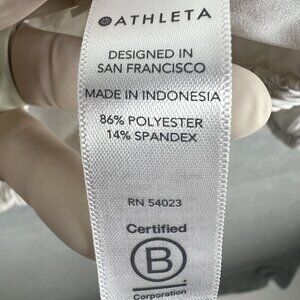 ATHLETA
DESIGNED IN
SAN FRANCISCO
MADE IN INDONESIA
86% POLYESTER
14% SPANDEX
RN 54023
Certified
B
Corporation